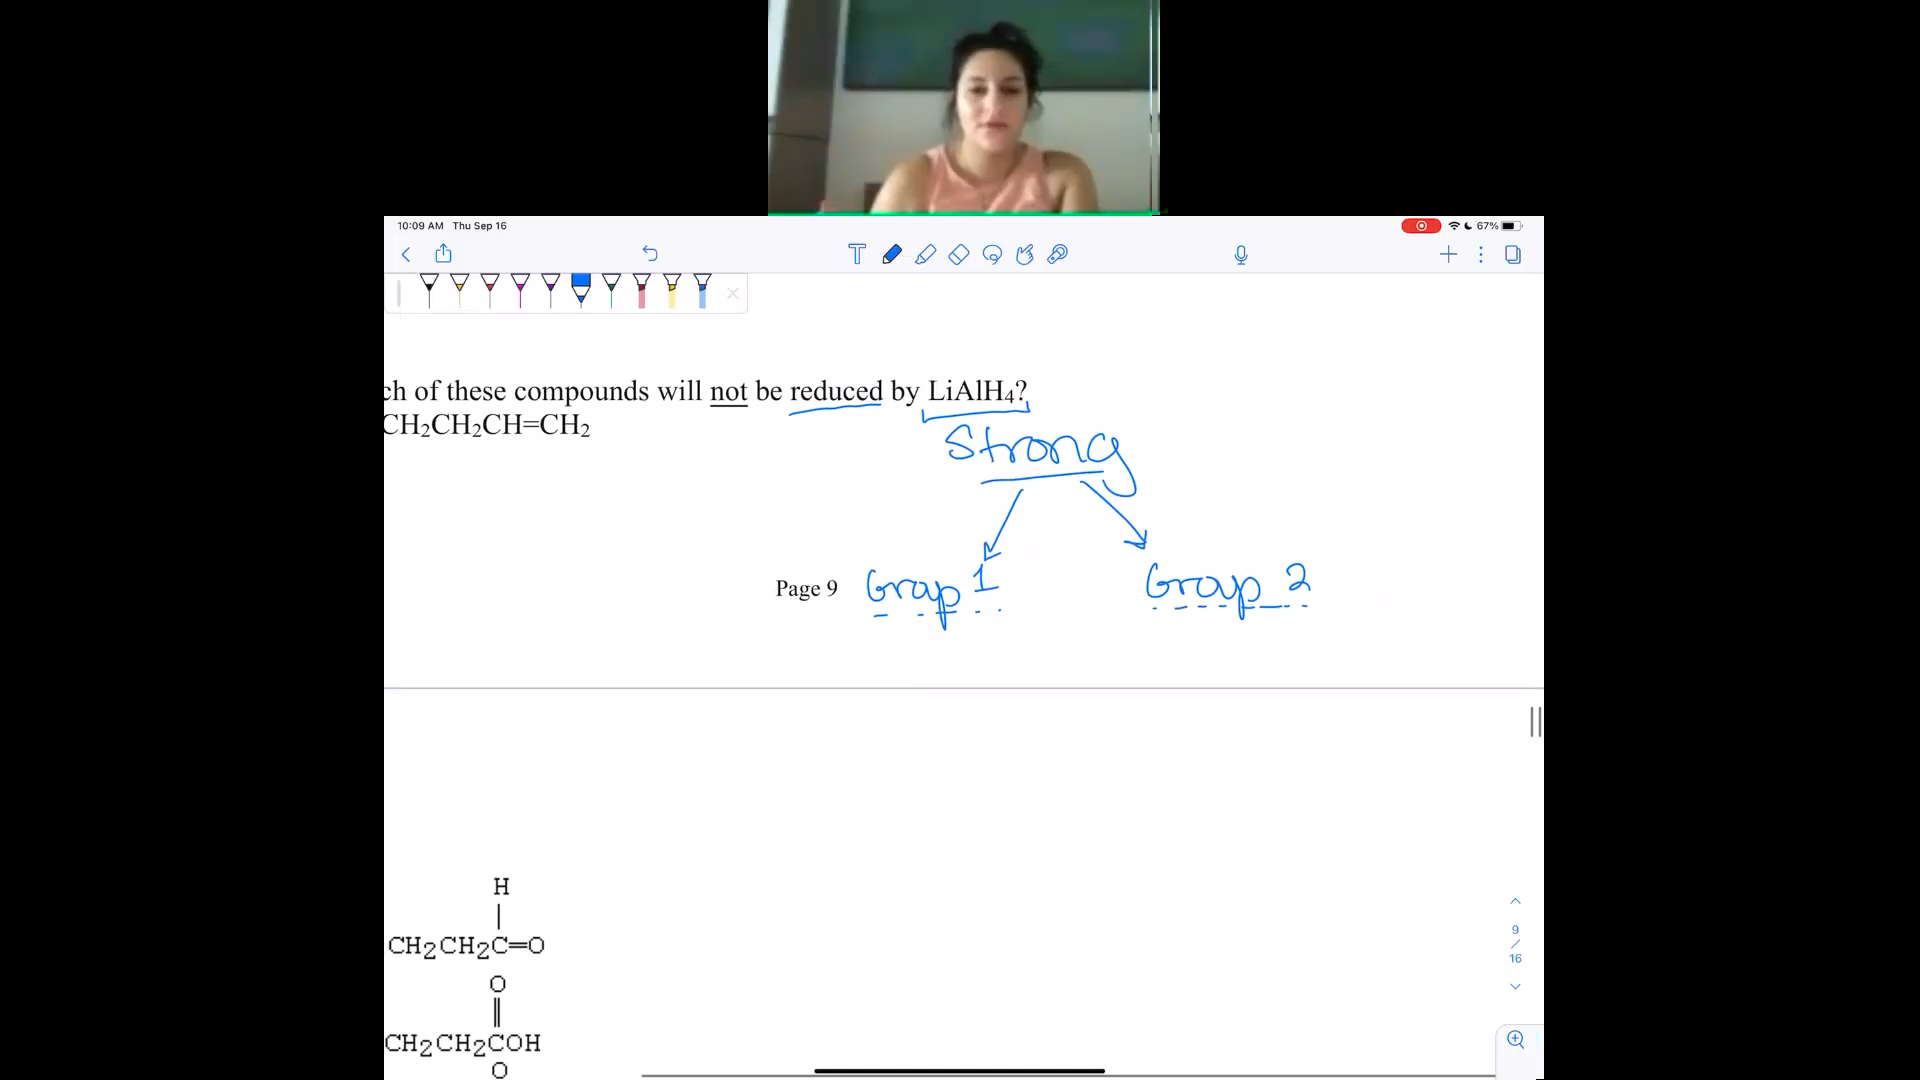 10:09 AM Thu Sep 16
67%
ch of these compounds will not be reduced by LiAlH4?
CH2CH2CH=CH2
Strong
Page 9
Group 1
Group 2
H
CH2CH2C=O
O
CH2CH2COH
O
9
/
16